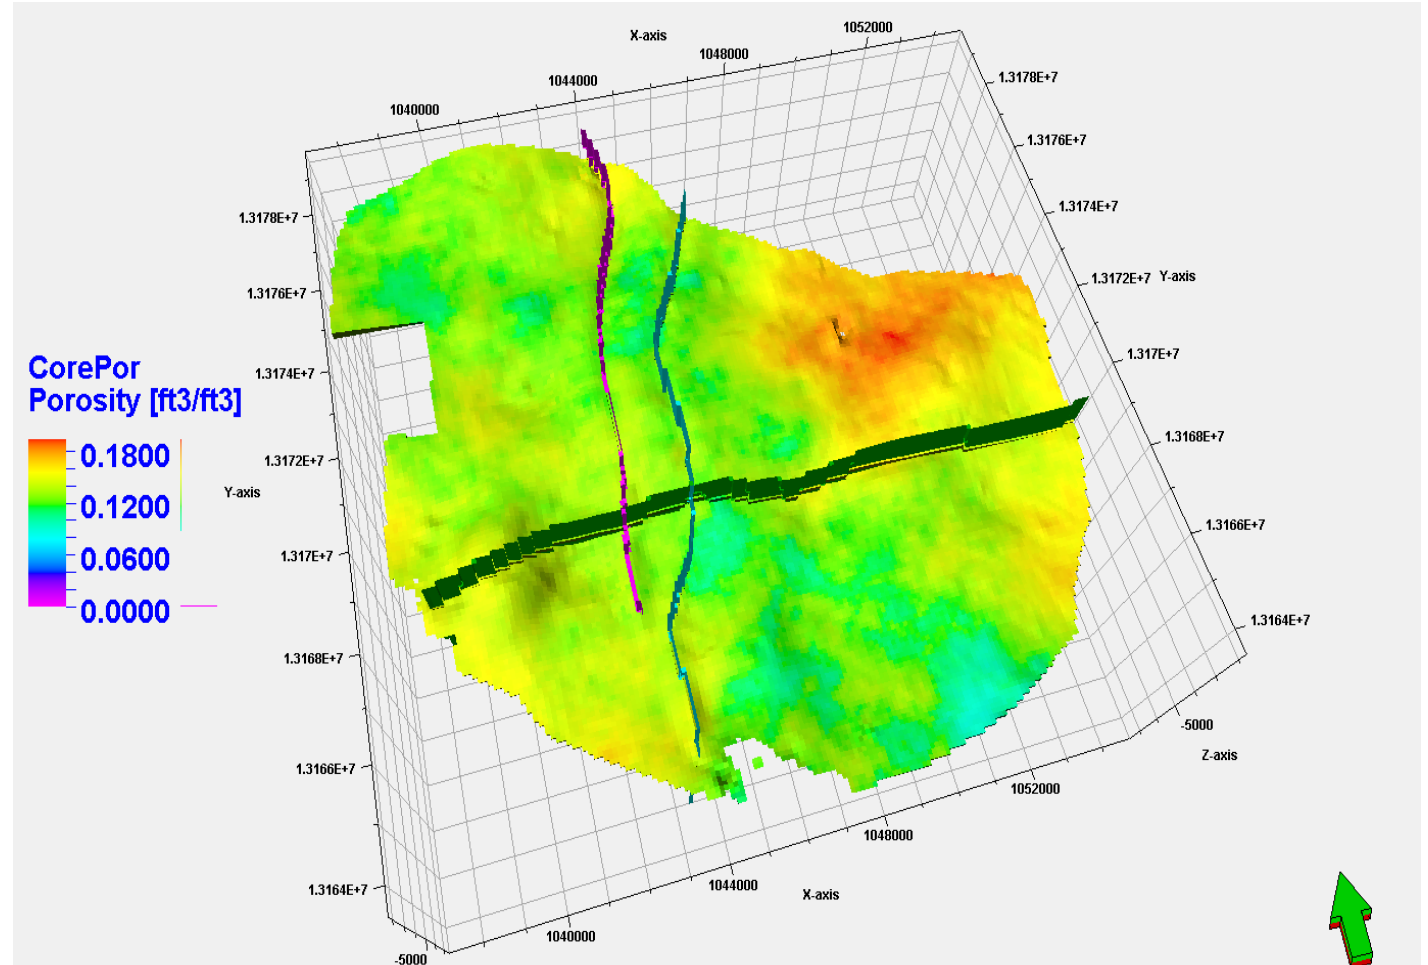 X-axis
1040000
1044000
1048000
1052000
1.3178E+7
1.3176E+7
1.3174E+7
1.3172E+7
1.317E+7
1.3168E+7
1.3166E+7
1.3164E+7
Y-axis
1.3178E+7
1.3176E+7
1.3174E+7
1.3172E+7
1.317E+7
1.3168E+7
1.3166E+7
1.3164E+7
Y-axis
CorePor
Porosity [ft3/ft3]
0.1800
0.1200
0.0600
0.0000
-5000
Z-axis
-5000
1040000
1044000
1048000
1052000
X-axis